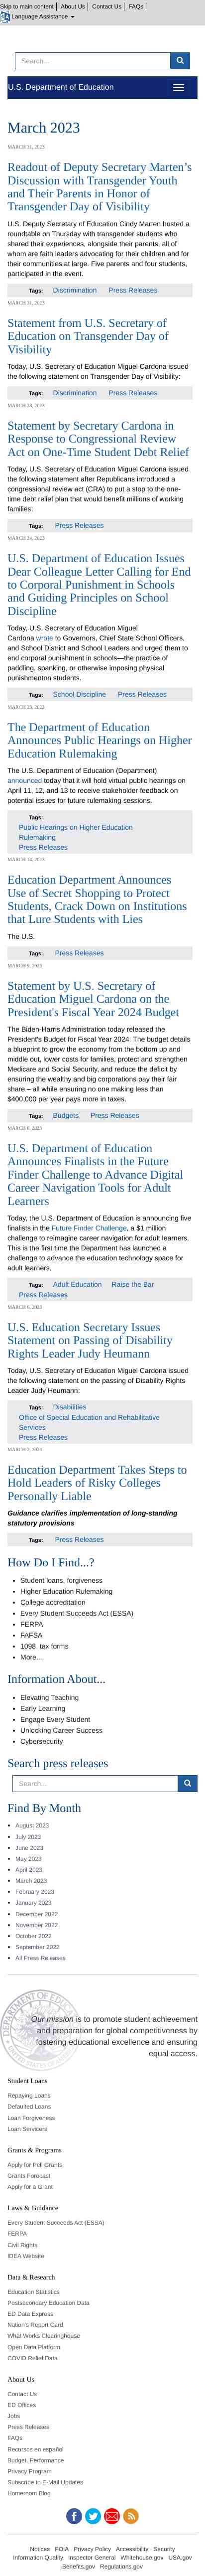 Skip to main content | About Us | Contact Us | FAQs |
Language Assistance
Search...
U.S. Department of Education
March 2023
MARCH 31, 2023
Readout of Deputy Secretary Marten's
Discussion with Transgender Youth
and Their Parents in Honor of
Transgender Day of Visibility
U.S. Deputy Secretary of Education Cindy Marten hosted a
roundtable on Thursday with transgender students who
shared their experiences, alongside their parents, all of
whom are advocating daily for their children and for
their communities at large. Five parents and four students,
participated in the event.
Tags: Discrimination Press Releases
MARCH 31, 2023
Statement from U.S. Secretary of
Education on Transgender Day of
Visibility
Today, U.S. Secretary of Education Miguel Cardona issued
the following statement on Transgender Day of Visibility:
Tags: Discrimination Press Releases
MARCH 28, 2023
Statement by Secretary Cardona in
Response to Congressional Review
Act on One-Time Student Debt Relief
Today, U.S. Secretary of Education Miguel Cardona issued
the following statement after Republicans introduced a
congressional review act (CRA) to put a stop to the one-
time debt relief plan that would benefit millions of working
families.
Tags: Press Releases
MARCH 24, 2023
U.S. Department of Education Issues
Dear Colleague Letter Calling for End
to Corporal Punishment in Schools
and Guiding Principles on School
Discipline
Today, U.S. Secretary of Education Miguel
Cardona wrote to Governors, Chief State School Officers,
and School District and School Leaders urging them to end
corporal punishment in schools—the practice of
paddling, spanking, or otherwise imposing physical
punishment on students.
Tags: School Discipline Press Releases
MARCH 23, 2023
The Department of Education
Announces Public Hearings on Higher
Education Rulemaking
The U.S. Department of Education (Department)
announced today that it will hold virtual public hearings on
April 11, 12, and 13 to receive stakeholder feedback on
potential issues for future rulemaking sessions.
Tags:
Public Hearings on Higher Education
Rulemaking
Press Releases
MARCH 14, 2023
Education Department Announces
Use of Secret Shopping to Protect
Students, Crack Down on Institutions
that Lure Students with Lies
The U.S.
Tags: Press Releases
MARCH 9, 2023
Statement by U.S. Secretary of
Education Miguel Cardona on the
President's Fiscal Year 2024 Budget
The Biden-Harris Administration today released the
President's Budget for Fiscal Year 2024. The budget details
a blueprint to grow the economy from the bottom up and
middle out, lower costs for families, protect and strengthen
Medicare and Social Security, and reduce the deficit by
ensuring the wealthy and big corporations pay their fair
share – all while ensuring no one making less than
$400,000 per year pays more in taxes.
Tags: Budgets Press Releases
MARCH 8, 2023
U.S. Department of Education
Announces Finalists in the Future
Finder Challenge to Advance Digital
Career Navigation Tools for Adult
Learners
Today, the U.S. Department of Education is announcing five
finalists in the Future Finder Challenge, a $1 million
challenge to reimagine career navigation for adult learners.
This is the first time the Department has launched a
challenge to advance the education technology space for
adult learners.
Tags: Adult Education Raise the Bar
Press Releases
MARCH 6, 2023
U.S. Education Secretary Issues
Statement on Passing of Disability
Rights Leader Judy Heumann
Today, U.S. Secretary of Education Miguel Cardona issued
the following statement on the passing of Disability Rights
Leader Judy Heumann:
Tags: Disabilities
Office of Special Education and Rehabilitative
Services
Press Releases
MARCH 2, 2023
Education Department Takes Steps to
Hold Leaders of Risky Colleges
Personally Liable
Guidance clarifies implementation of long-standing
statutory provisions
Tags: Press Releases
How Do I Find...?
• Student loans, forgiveness
• Higher Education Rulemaking
• College accreditation
• Every Student Succeeds Act (ESSA)
• FERPA
• FAFSA
• 1098, tax forms
• More...
Information About...
• Elevating Teaching
• Early Learning
• Engage Every Student
• Unlocking Career Success
• Cybersecurity
Search press releases
Search...
Find By Month
• August 2023
• July 2023
• June 2023
• May 2023
• April 2023
• March 2023
• February 2023
• January 2023
• December 2022
• November 2022
• October 2022
• September 2022
• All Press Releases
Our mission is to promote student achievement
and preparation for global competitiveness by
fostering educational excellence and ensuring
equal access.
Student Loans
Repaying Loans
Defaulted Loans
Loan Forgiveness
Loan Servicers
Grants & Programs
Apply for Pell Grants
Grants Forecast
Apply for a Grant
Laws & Guidance
Every Student Succeeds Act (ESSA)
FERPA
Civil Rights
IDEA Website
Data & Research
Education Statistics
Postsecondary Education Data
ED Data Express
Nation's Report Card
What Works Clearinghouse
Open Data Platform
COVID Relief Data
About Us
Contact Us
ED Offices
Jobs
Press Releases
FAQs
Recursos en español
Budget, Performance
Privacy Program
Subscribe to E-Mail Updates
Homeroom Blog
Notices FOIA Privacy Policy Accessibility Security
Information Quality Inspector General Whitehouse.gov USA.gov
Benefits.gov Regulations.gov